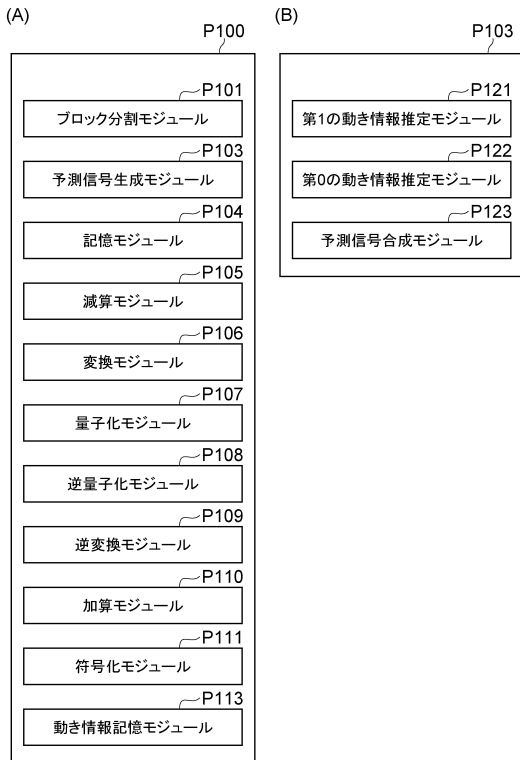 (A)
P100
P101
ブロック分割モジュール
P103
予測信号生成モジュール
P104
記憶モジュール
P105
減算モジュール
P106
変換モジュール
P107
量子化モジュール
P108
逆量子化モジュール
P109
逆変換モジュール
P110
加算モジュール
P111
符号化モジュール
P113
動き情報記憶モジュール
(B)
P103
P121
第1の動き情報推定モジュール
P122
第0の動き情報推定モジュール
P123
予測信号合成モジュール